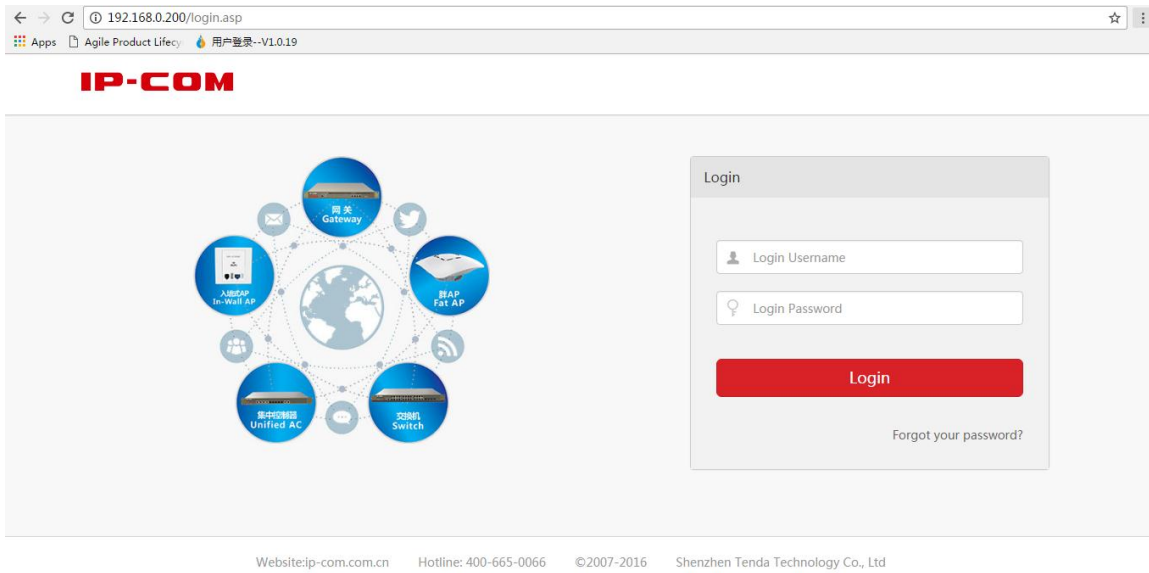 192.168.0.200/login.asp
Apps Agile Product Lifecy 用户登录--V1.0.19
IP-COM
网关
Gateway
入墙式AP
In-Wall AP
胖AP
Fat AP
集中控制器
Unified AC
交换机
Switch
Login
Login Username
Login Password
Login
Forgot your password?
Website:ip-com.com.cn Hotline: 400-665-0066 ©2007-2016 Shenzhen Tenda Technology Co., Ltd